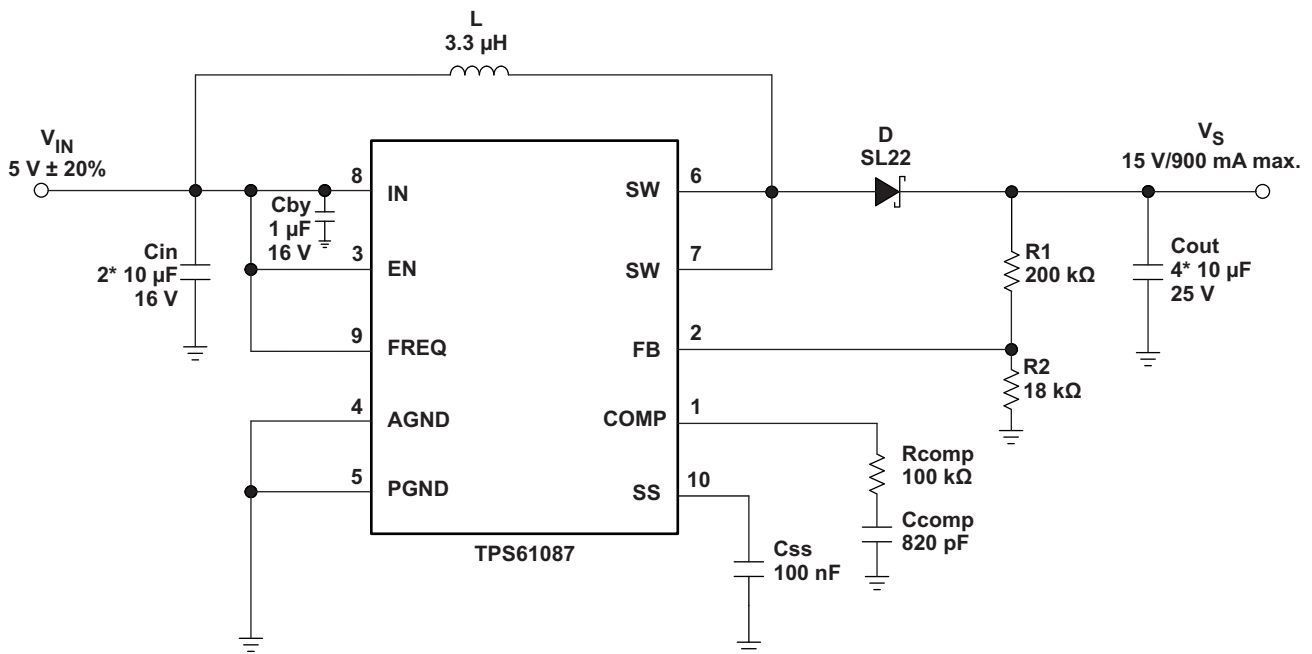 L
3.3 µH
VIN
5 V ± 20%
Cin
2* 10 µF
16 V
Cby
1 µF
16 V
8
IN
3
EN
9
FREQ
4
AGND
5
PGND
SW
6
SW
7
FB
2
COMP
1
SS
10
TPS61087
D
SL22
VS
15 V/900 mA max.
R1
200 kΩ
Cout
4* 10 µF
25 V
R2
18 kΩ
Rcomp
100 kΩ
Ccomp
820 pF
Css
100 nF